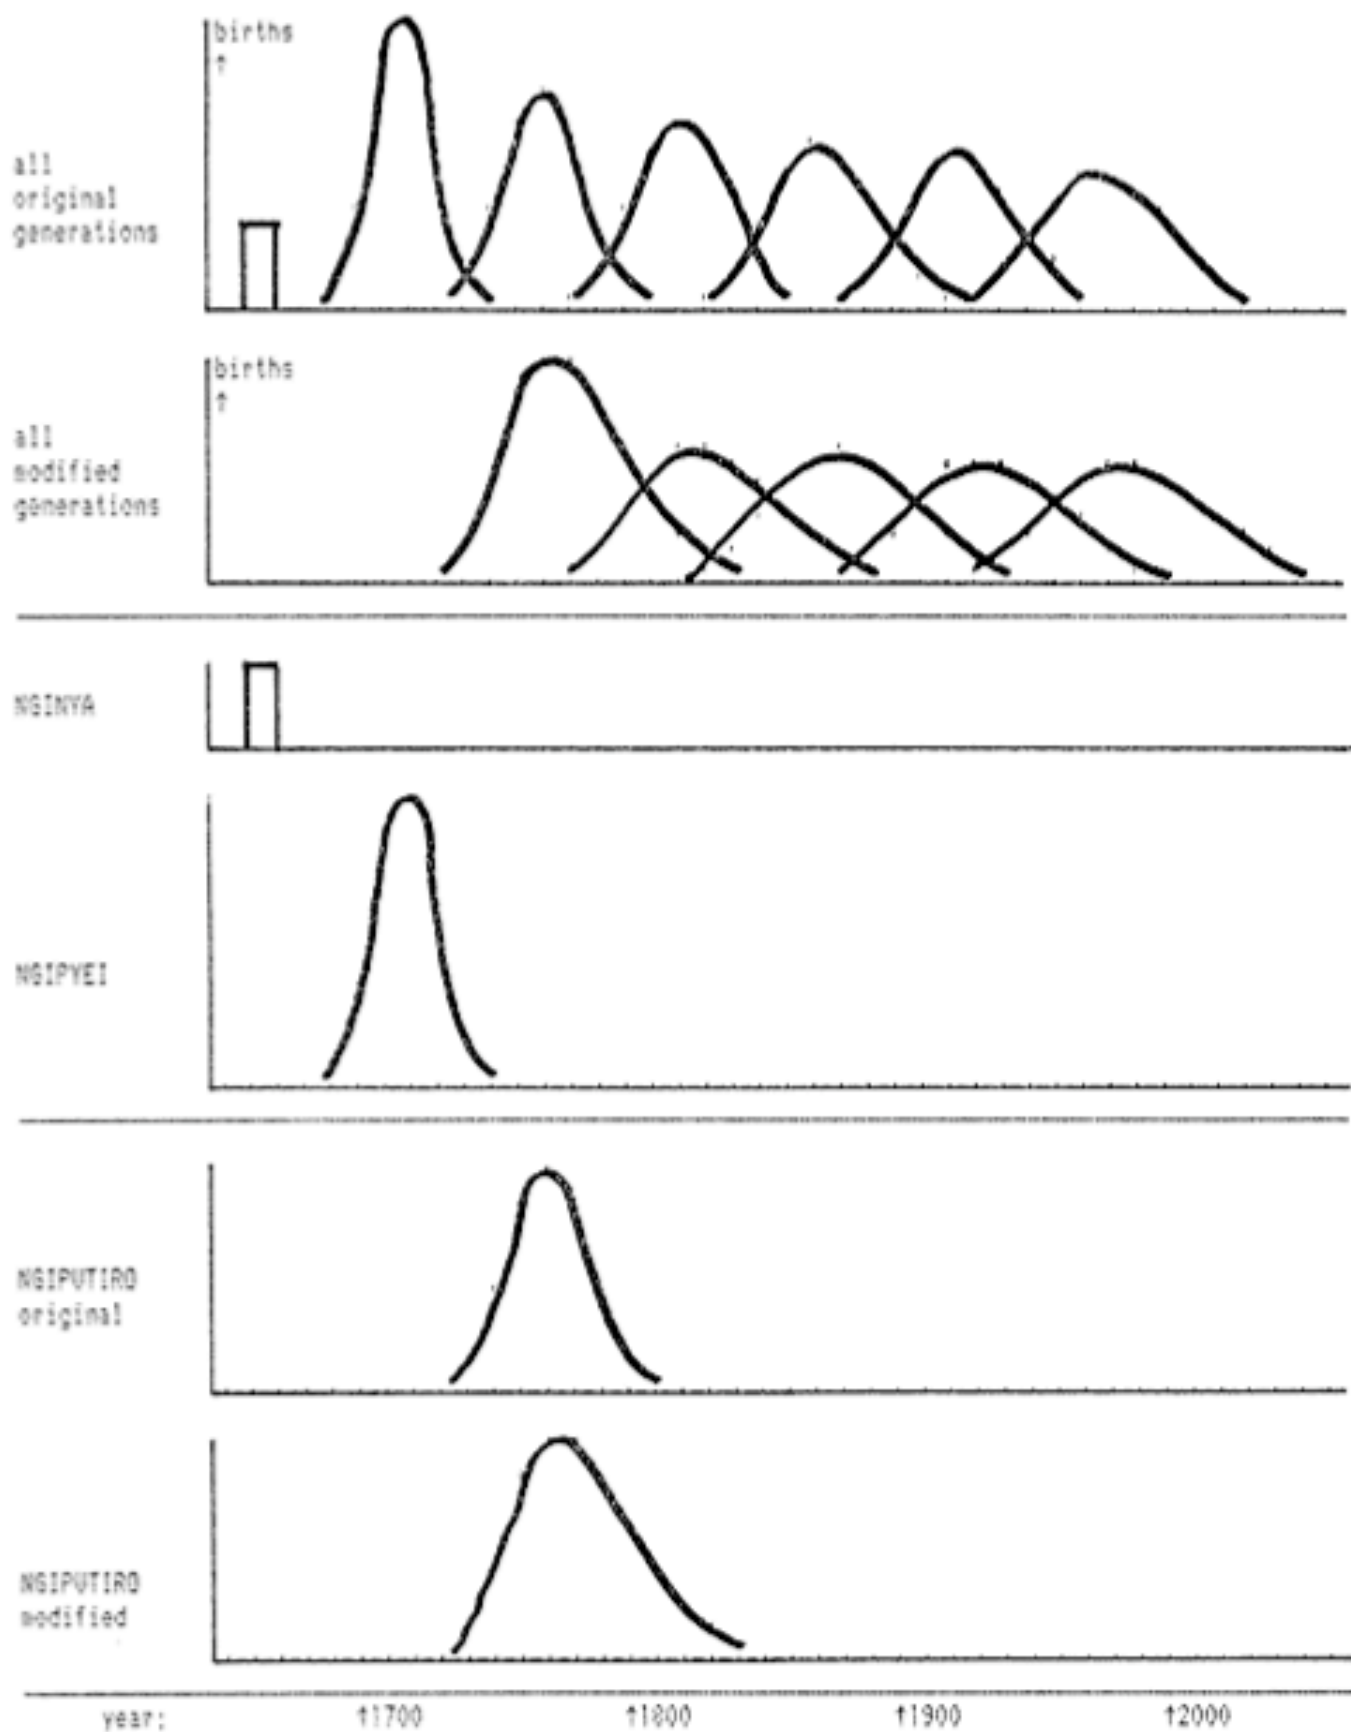 births
↑
all
original
generations
births
↑
all
modified
generations
NGINYA
NGIPYEI
NGIPUTIRO
original
NGIPUTIRO
modified
year: ↑1700 ↑1800 ↑1900 ↑2000